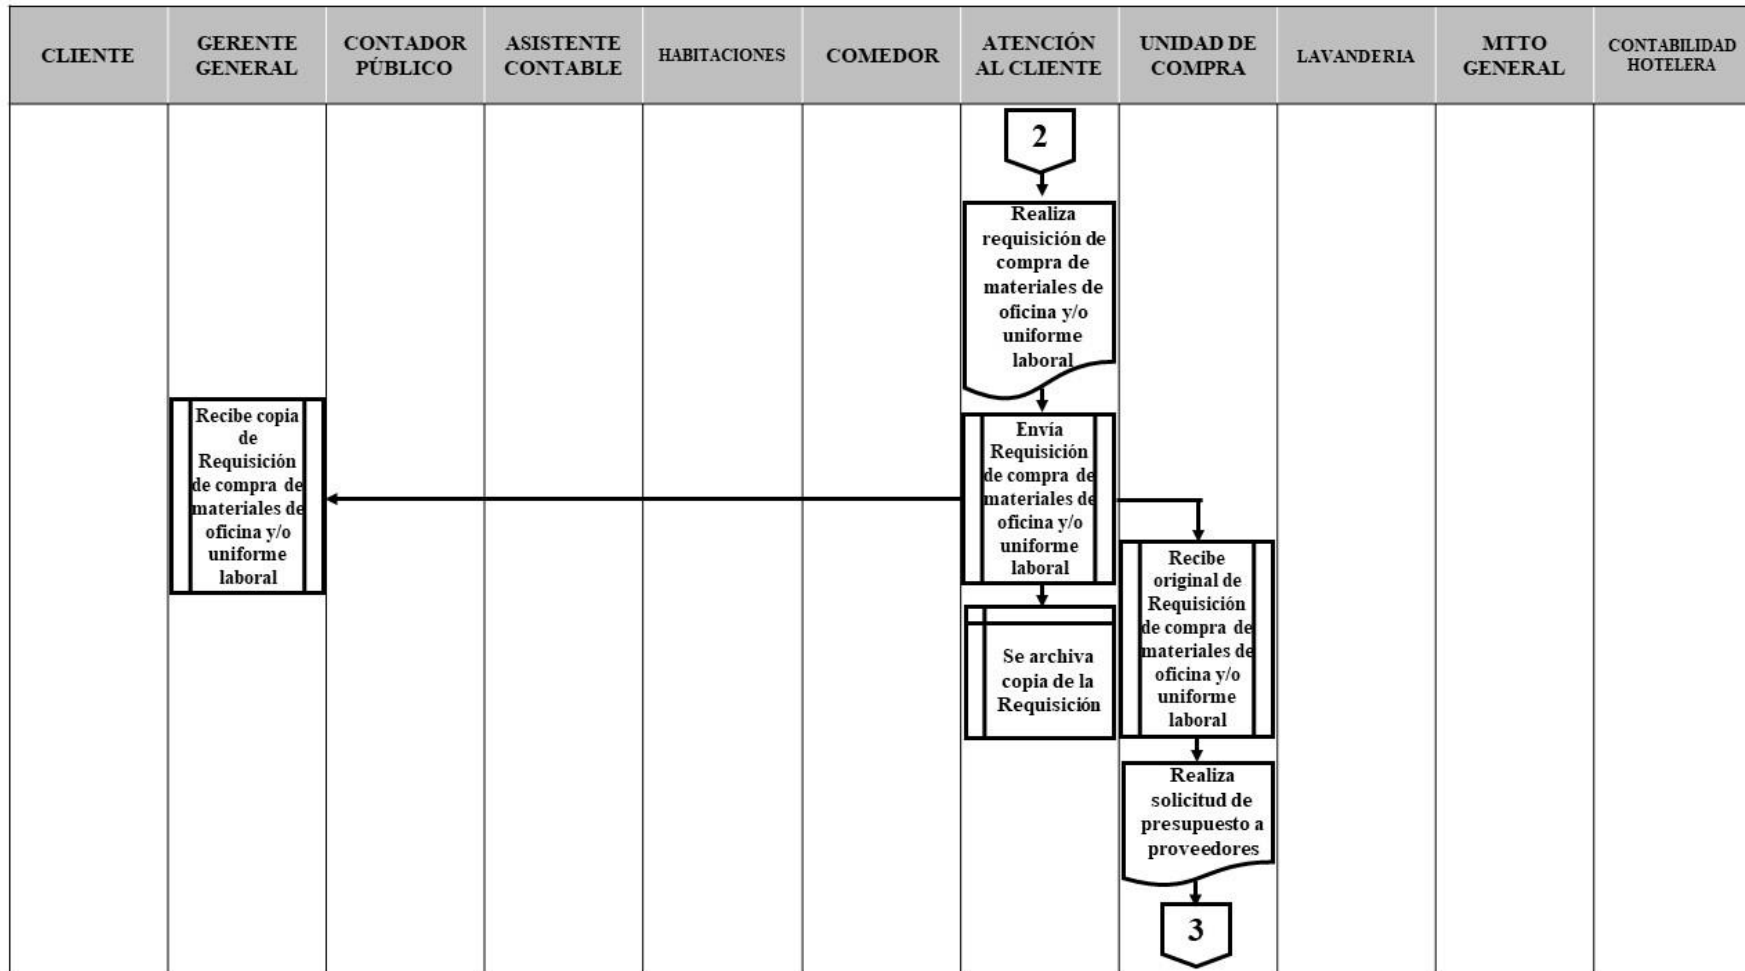 CLIENTE
GERENTE
GENERAL
CONTADOR
PÚBLICO
ASISTENTE
CONTABLE
HABITACIONES
COMEDOR
ATENCIÓN
AL CLIENTE
UNIDAD DE
COMPRA
LAVANDERIA
MTTO
GENERAL
CONTABILIDAD
HOTELERA
2
Realiza
requisición de
compra de
materiales de
oficina y/o
uniforme
laboral
Recibe copia
de
Requisición
de compra de
materiales de
oficina y/o
uniforme
laboral
Envía
Requisición
de compra de
materiales de
oficina y/o
uniforme
laboral
Recibe
original de
Requisición
de compra de
materiales de
oficina y/o
uniforme
laboral
Se archiva
copia de la
Requisición
Realiza
solicitud de
presupuesto a
proveedores
3